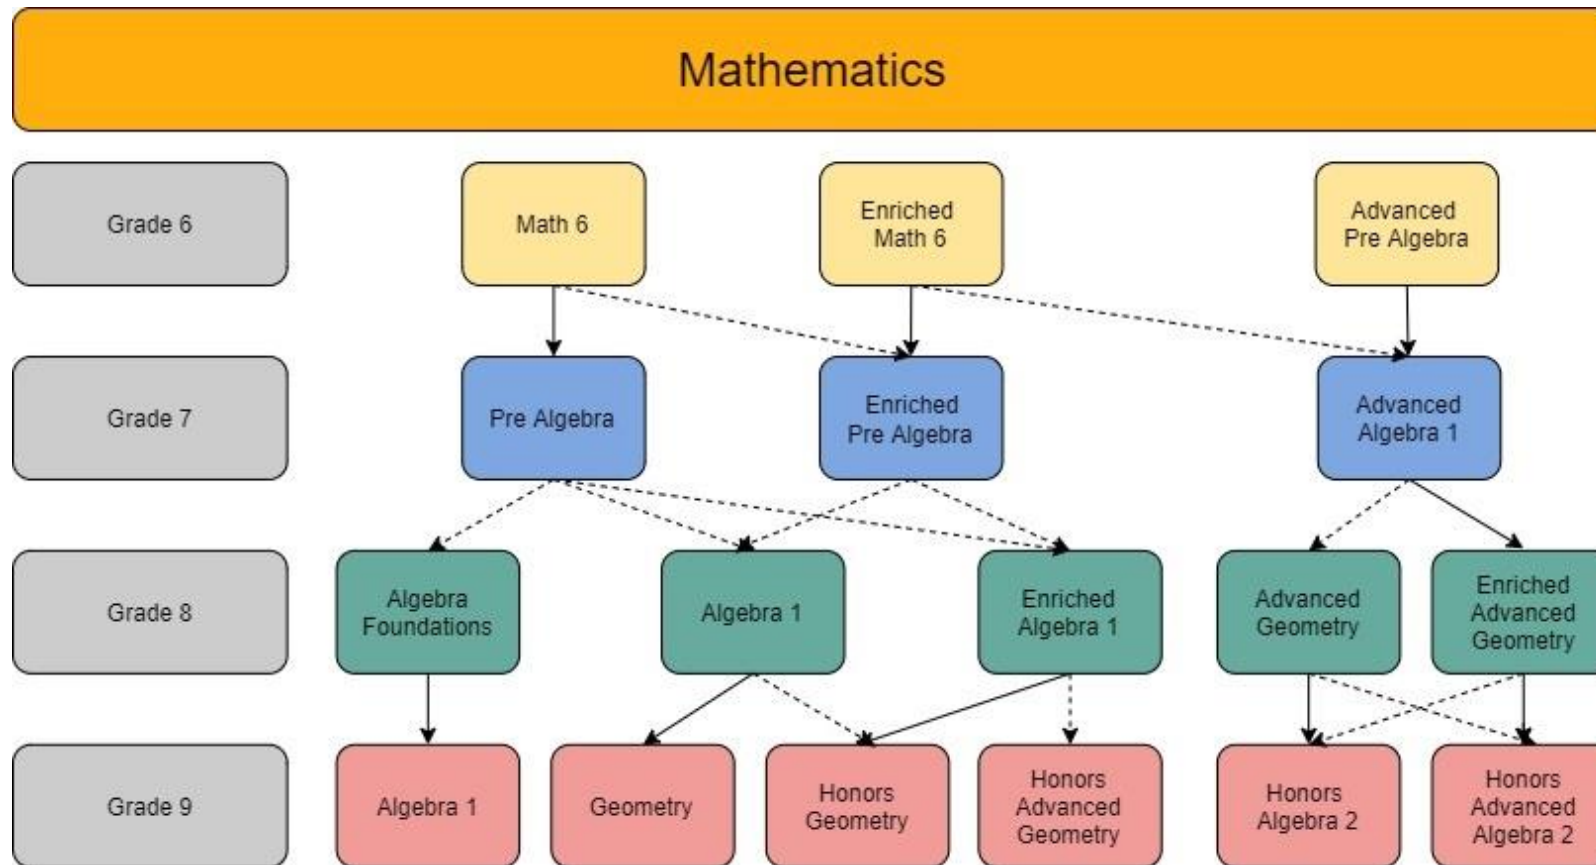 Mathematics
Grade 6
Math 6
Enriched
Math 6
Advanced
Pre Algebra
Grade 7
Pre Algebra
Enriched
Pre Algebra
Advanced
Algebra 1
Grade 8
Algebra
Foundations
Algebra 1
Enriched
Algebra 1
Advanced
Geometry
Enriched
Advanced
Geometry
Grade 9
Algebra 1
Geometry
Honors
Geometry
Honors
Advanced
Geometry
Honors
Algebra 2
Honors
Advanced
Algebra 2